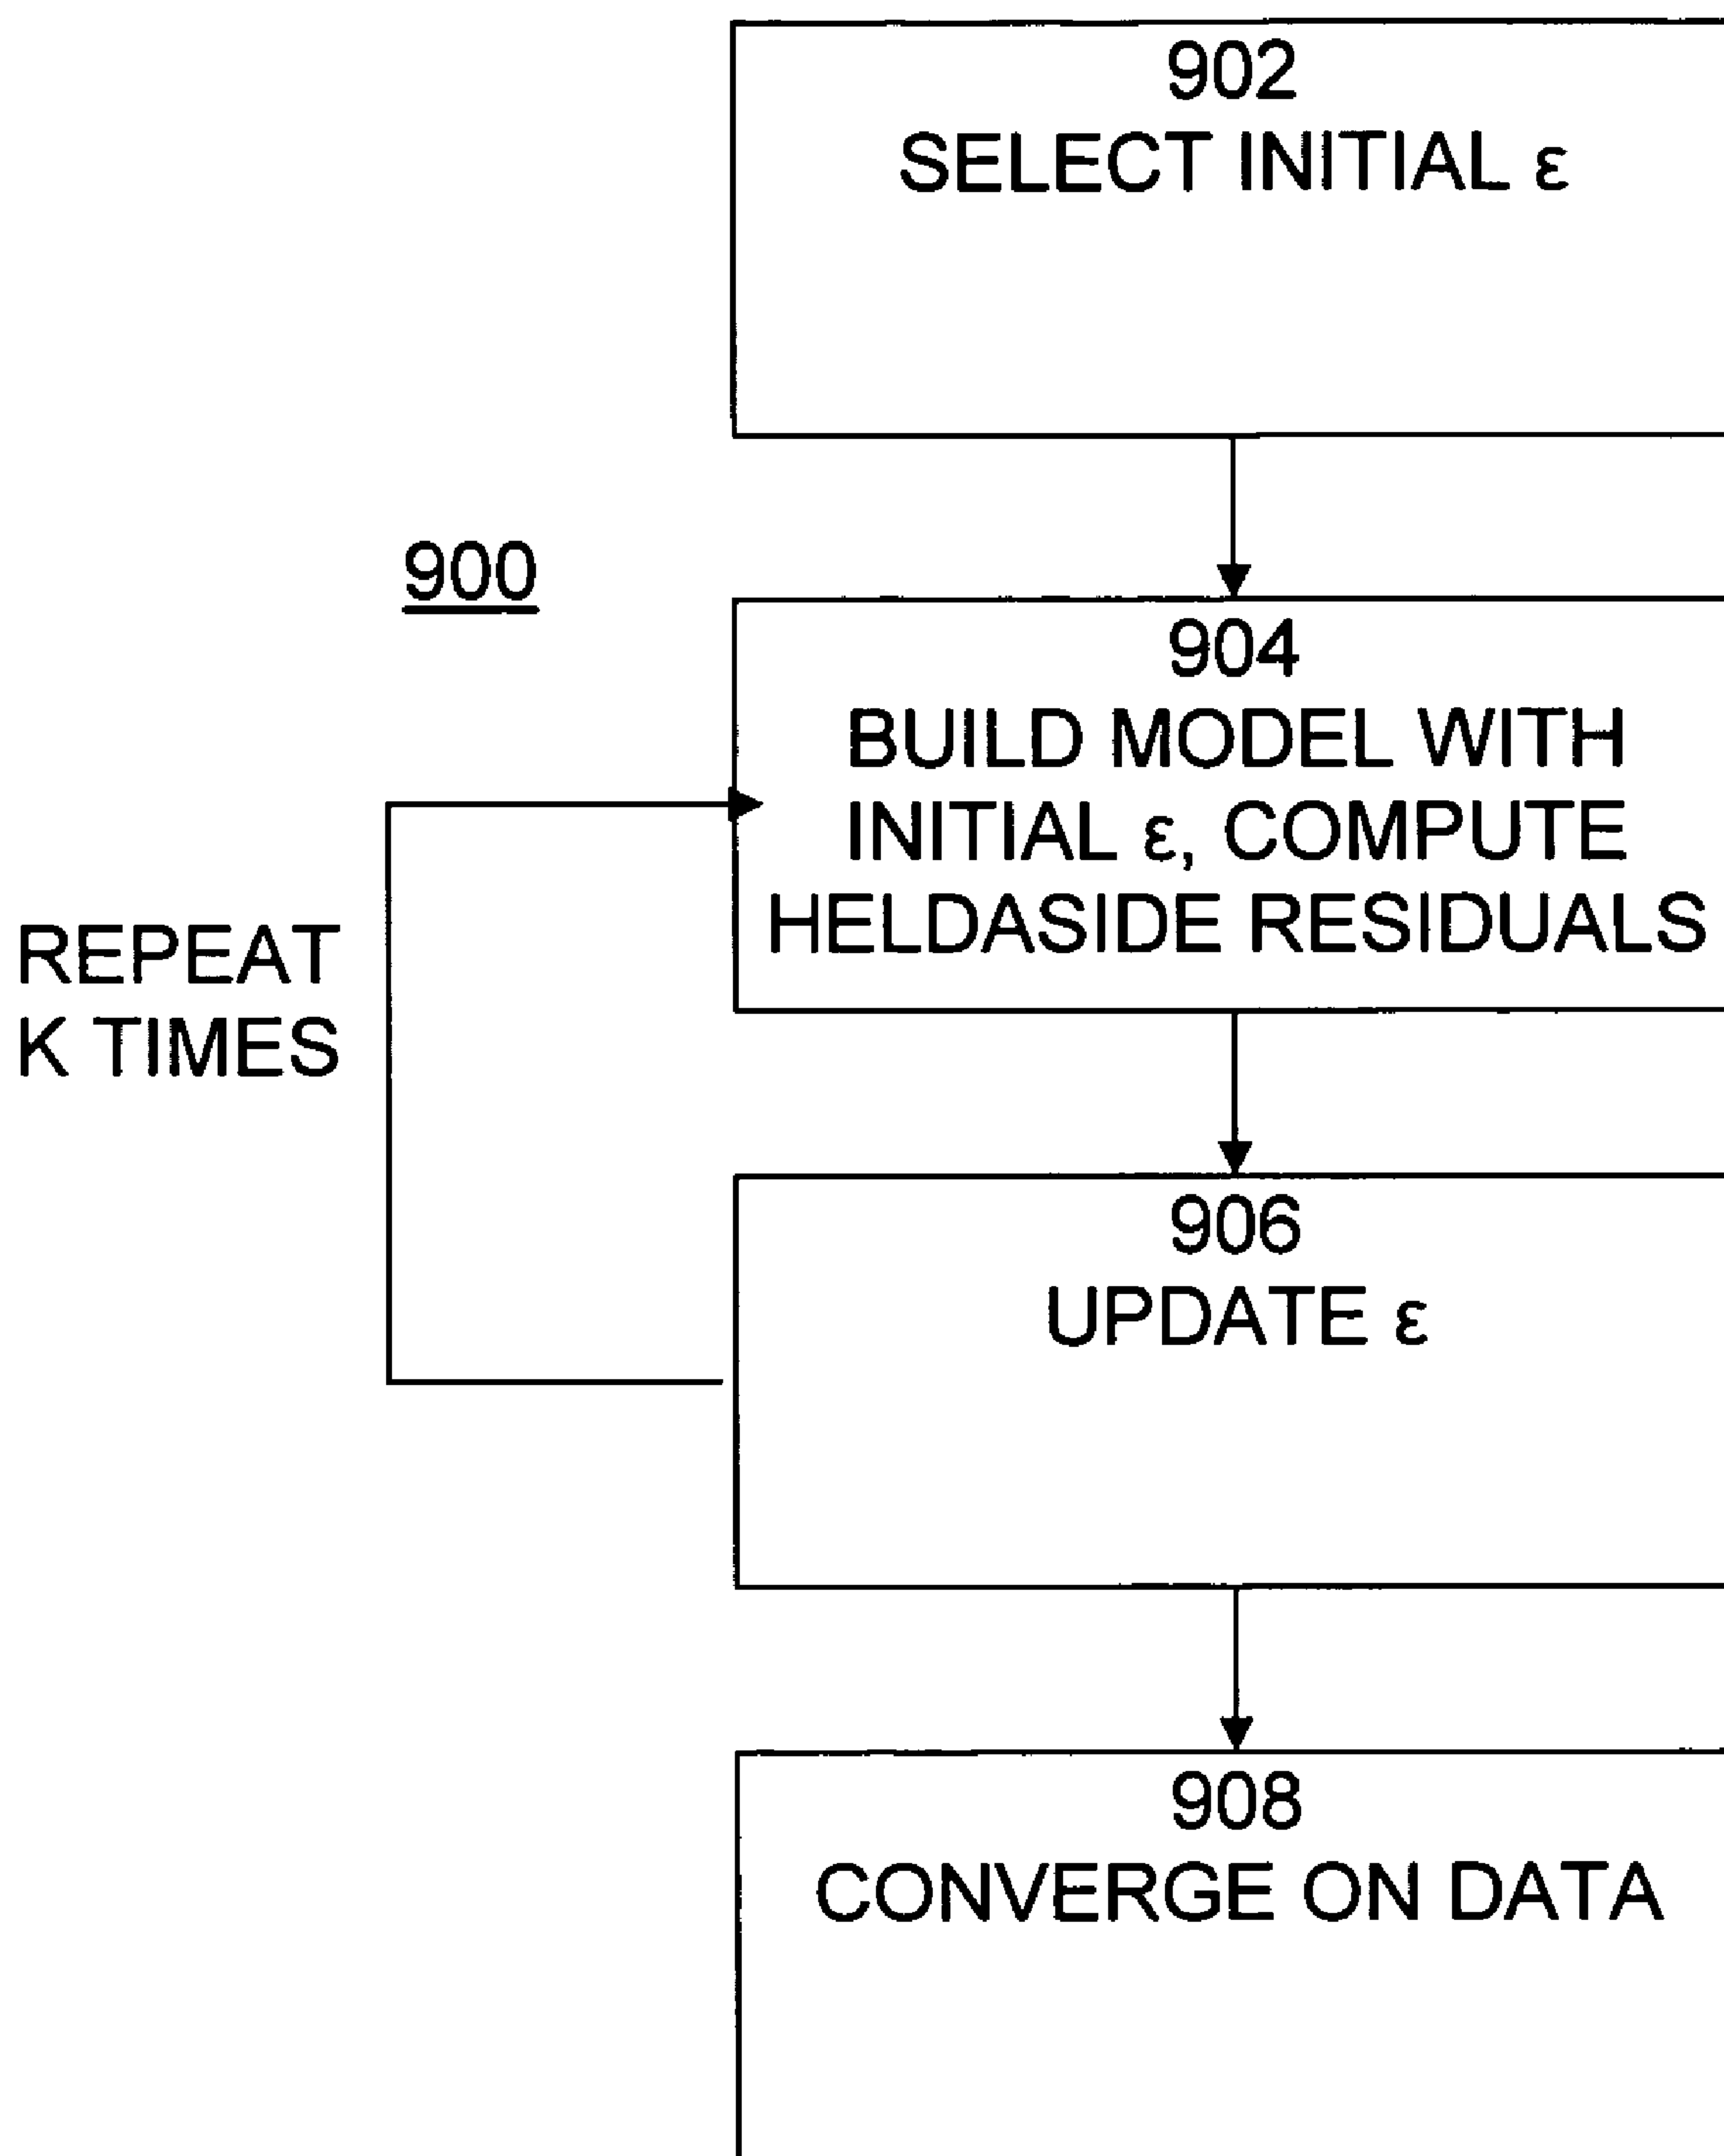 902
SELECT INITIAL ε
900
904
BUILD MODEL WITH
INITIAL ε, COMPUTE
HELDASIDE RESIDUALS
REPEAT
K TIMES
906
UPDATE ε
908
CONVERGE ON DATA